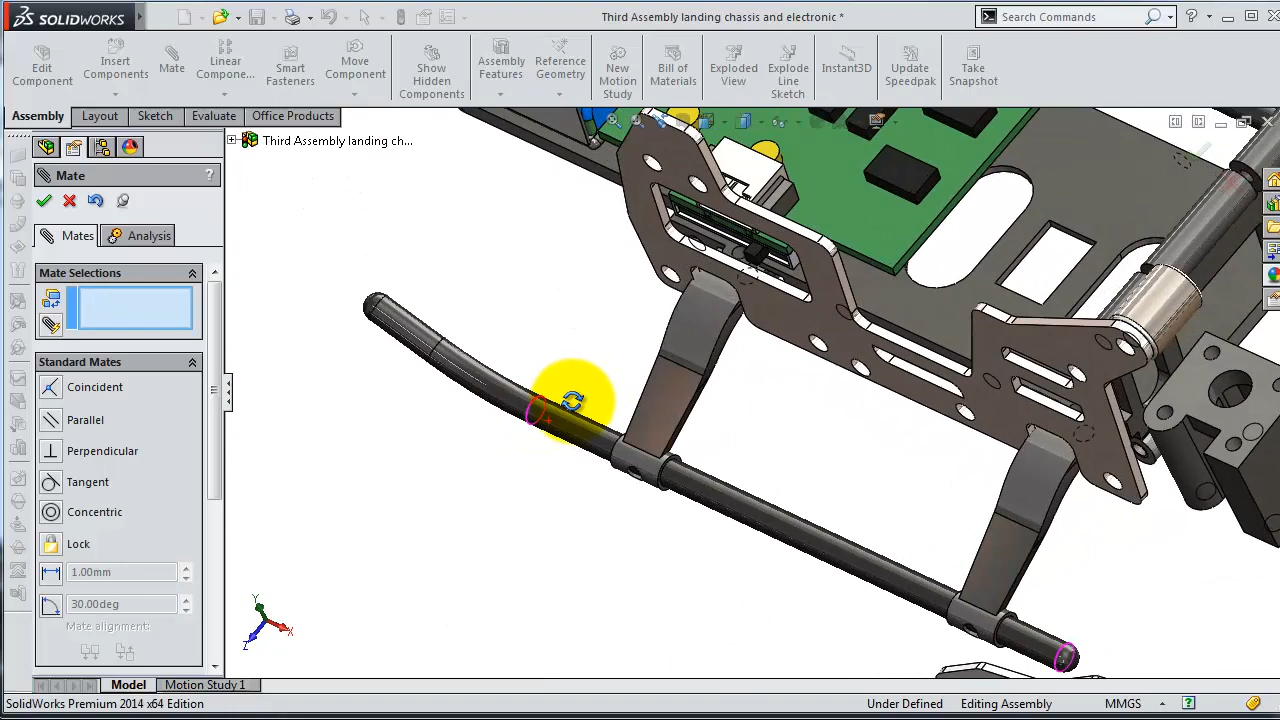 SOLIDWORKS
Third Assembly landing chassis and electronic *
Search Commands
Edit Component
Insert Components
Mate
Linear Compone...
Smart Fasteners
Move Component
Show Hidden Components
Assembly Features
Reference Geometry
New Motion Study
Bill of Materials
Exploded View
Explode Line Sketch
Instant3D
Update Speedpak
Take Snapshot
Assembly
Layout
Sketch
Evaluate
Office Products
Third Assembly landing ch...
Mate
?
Mates
Analysis
Mate Selections
Standard Mates
Coincident
Parallel
Perpendicular
Tangent
Concentric
Lock
1.00mm
30.00deg
Mate alignment:
Y
X
Z
Model
Motion Study 1
SolidWorks Premium 2014 x64 Edition
Under Defined
Editing Assembly
MMGS
?